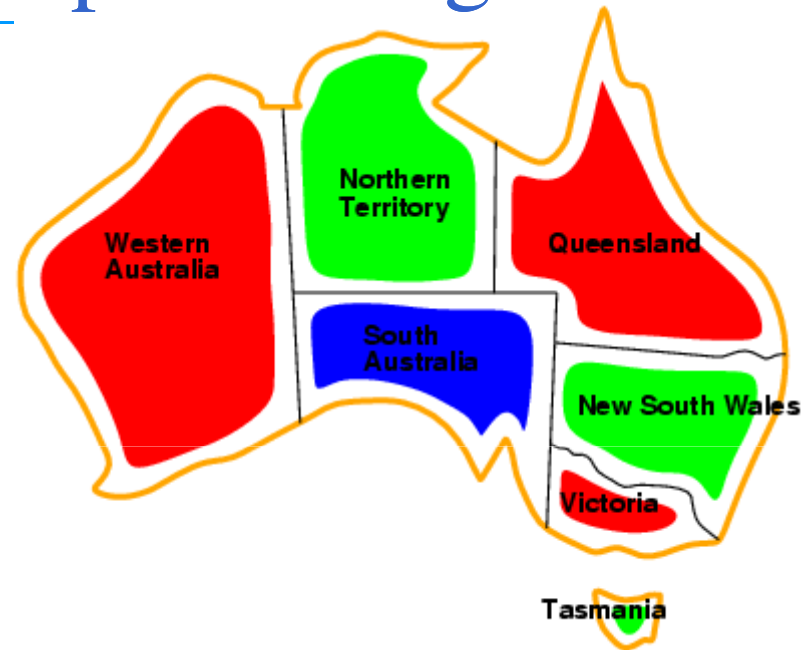 Northern
Territory
Western
Australia
Queensland
South
Australia
New South Wales
Victoria
Tasmania